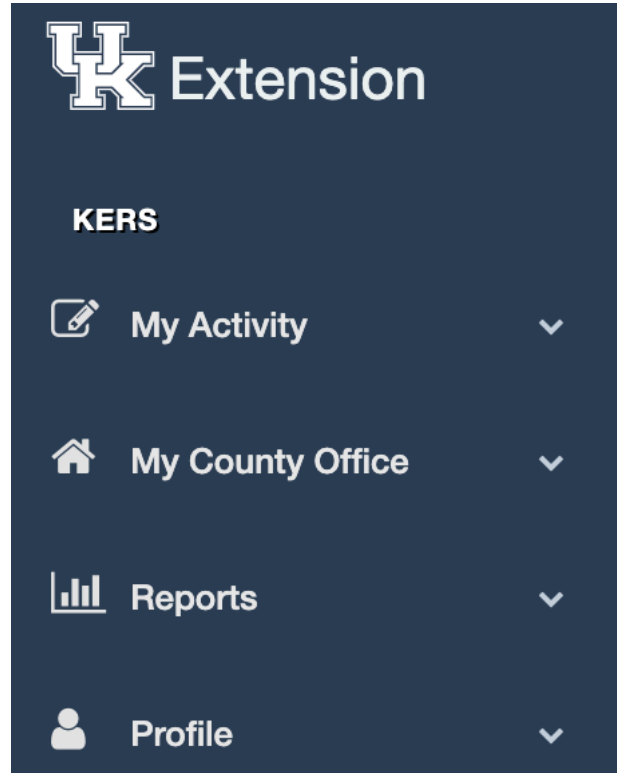 UK Extension
KERS
My Activity
My County Office
Reports
Profile